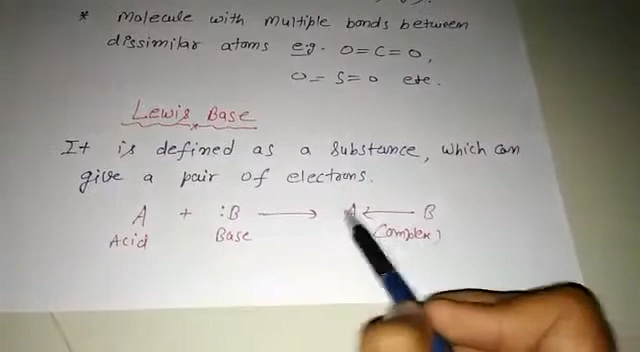 * Molecule with multiple bonds between
dissimilar atoms e.g. O=C=O,
O=S=O etc.
Lewis Base
It is defined as a substance, which can
give a pair of electrons.
A + :B ⟶ A ⟵ B
Acid Base (Complex)